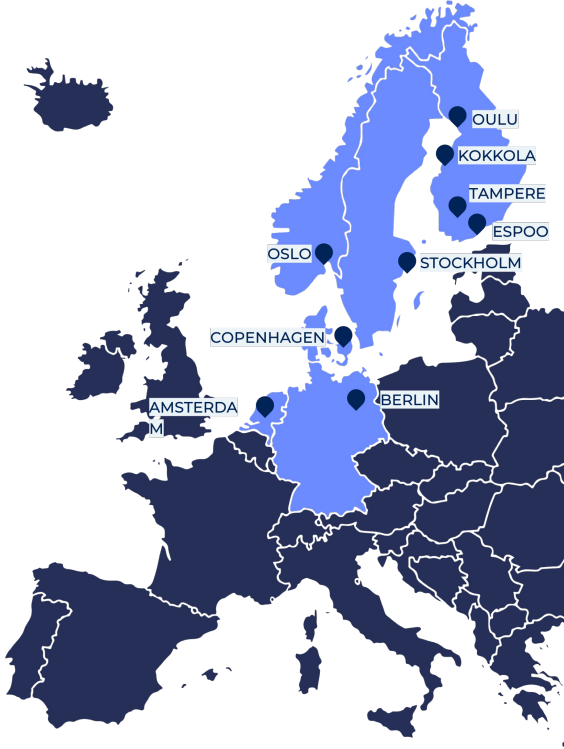 OULU
KOKKOLA
TAMPERE
ESPOO
OSLO
STOCKHOLM
COPENHAGEN
BERLIN
AMSTERDA
M